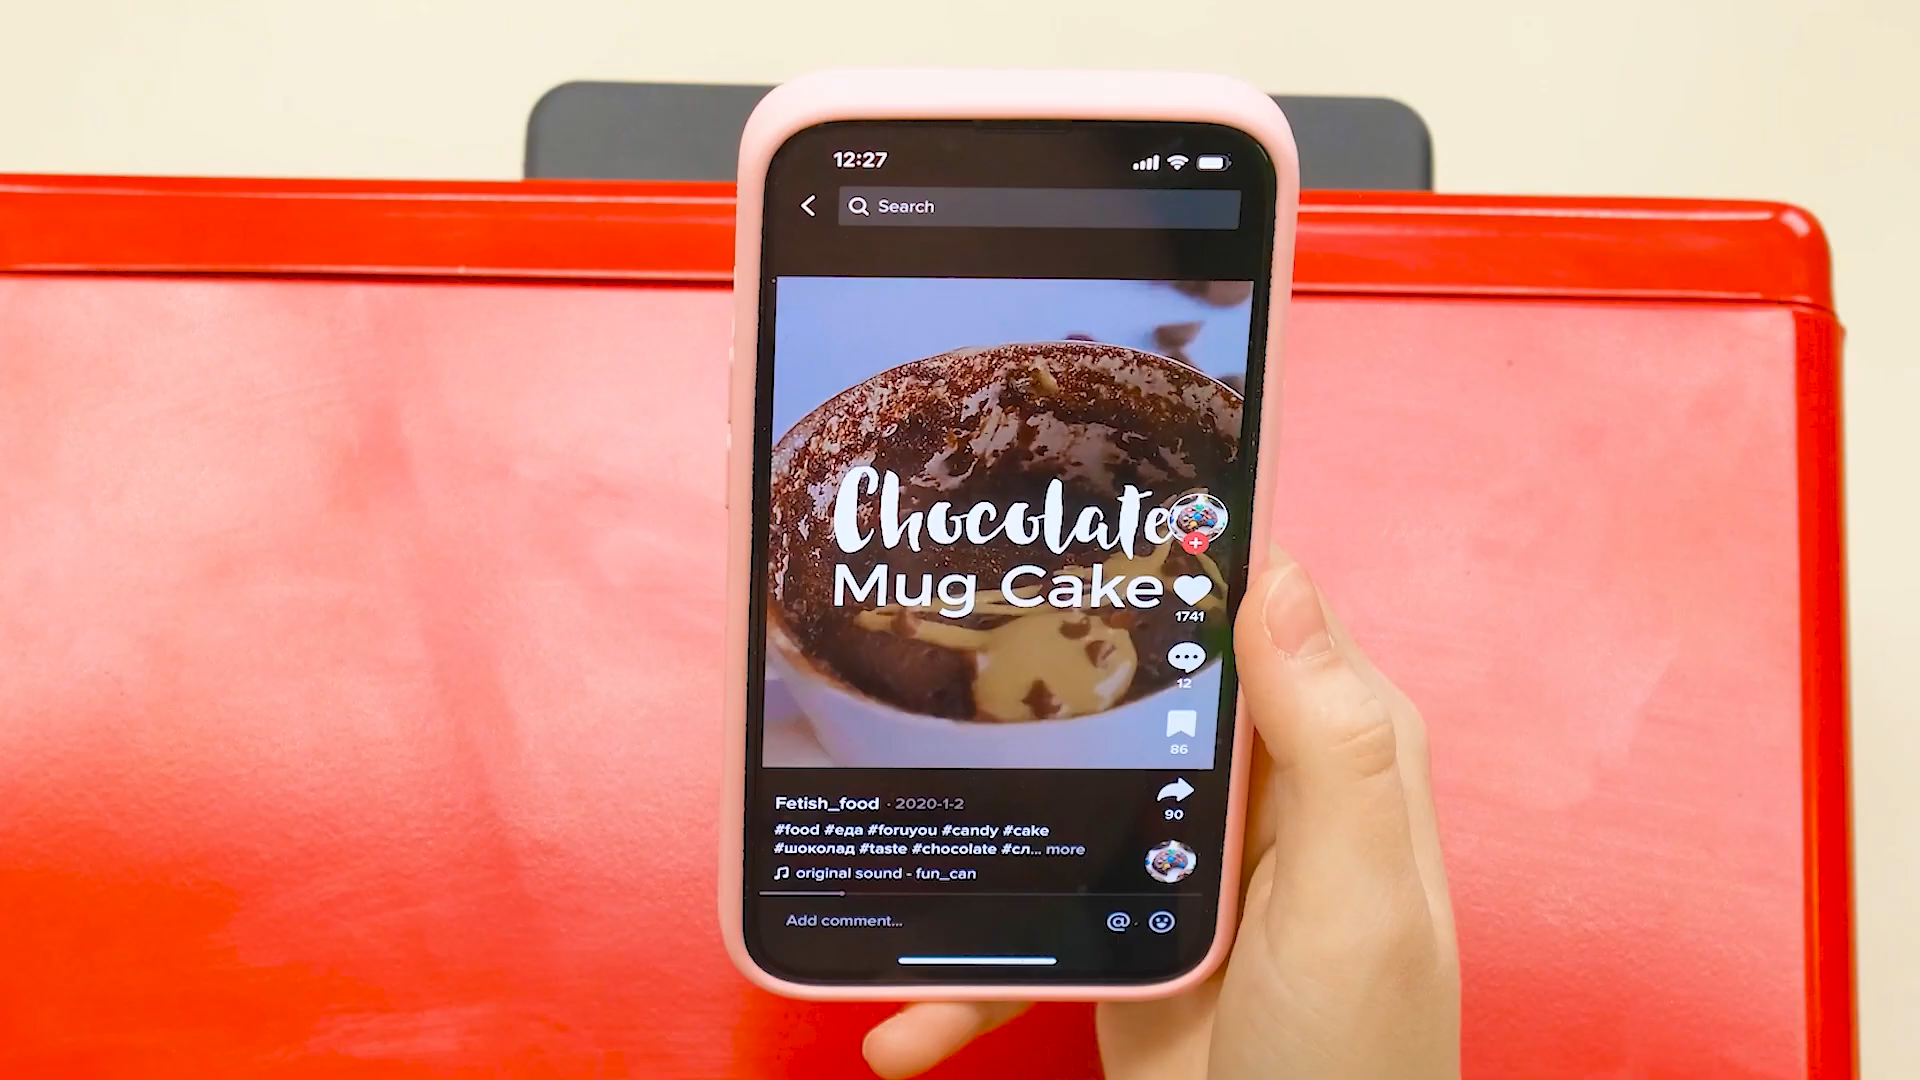 12:27
Search
Chocolate
Mug Cake
1741
12
86
90
Fetish_food · 2020-1-2
#food #еда #foruyou #candy #cake
#шоколад #taste #chocolate #сл... more
original sound - fun_can
Add comment...
@